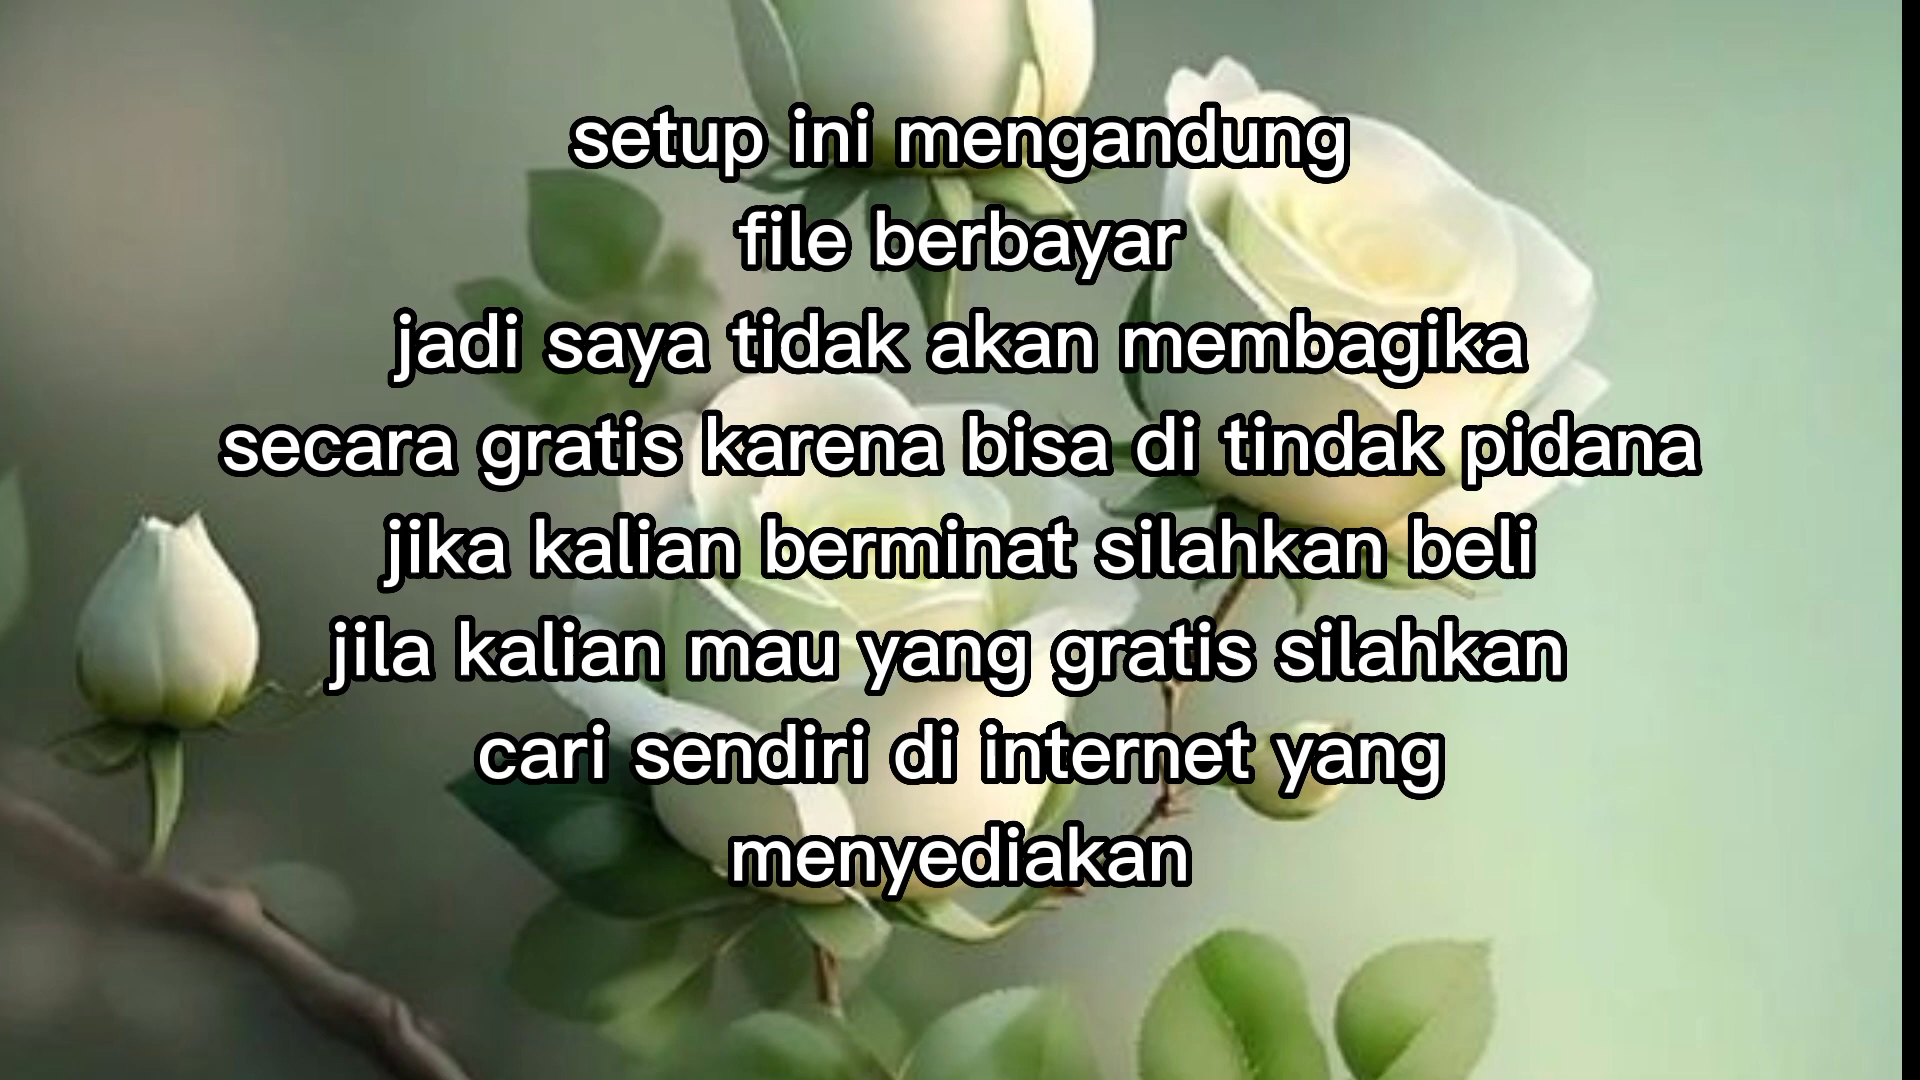 setup ini mengandung
file berbayar
jadi saya tidak akan membagika
secara gratis karena bisa di tindak pidana
jika kalian berminat silahkan beli
jila kalian mau yang gratis silahkan
cari sendiri di internet yang
menyediakan